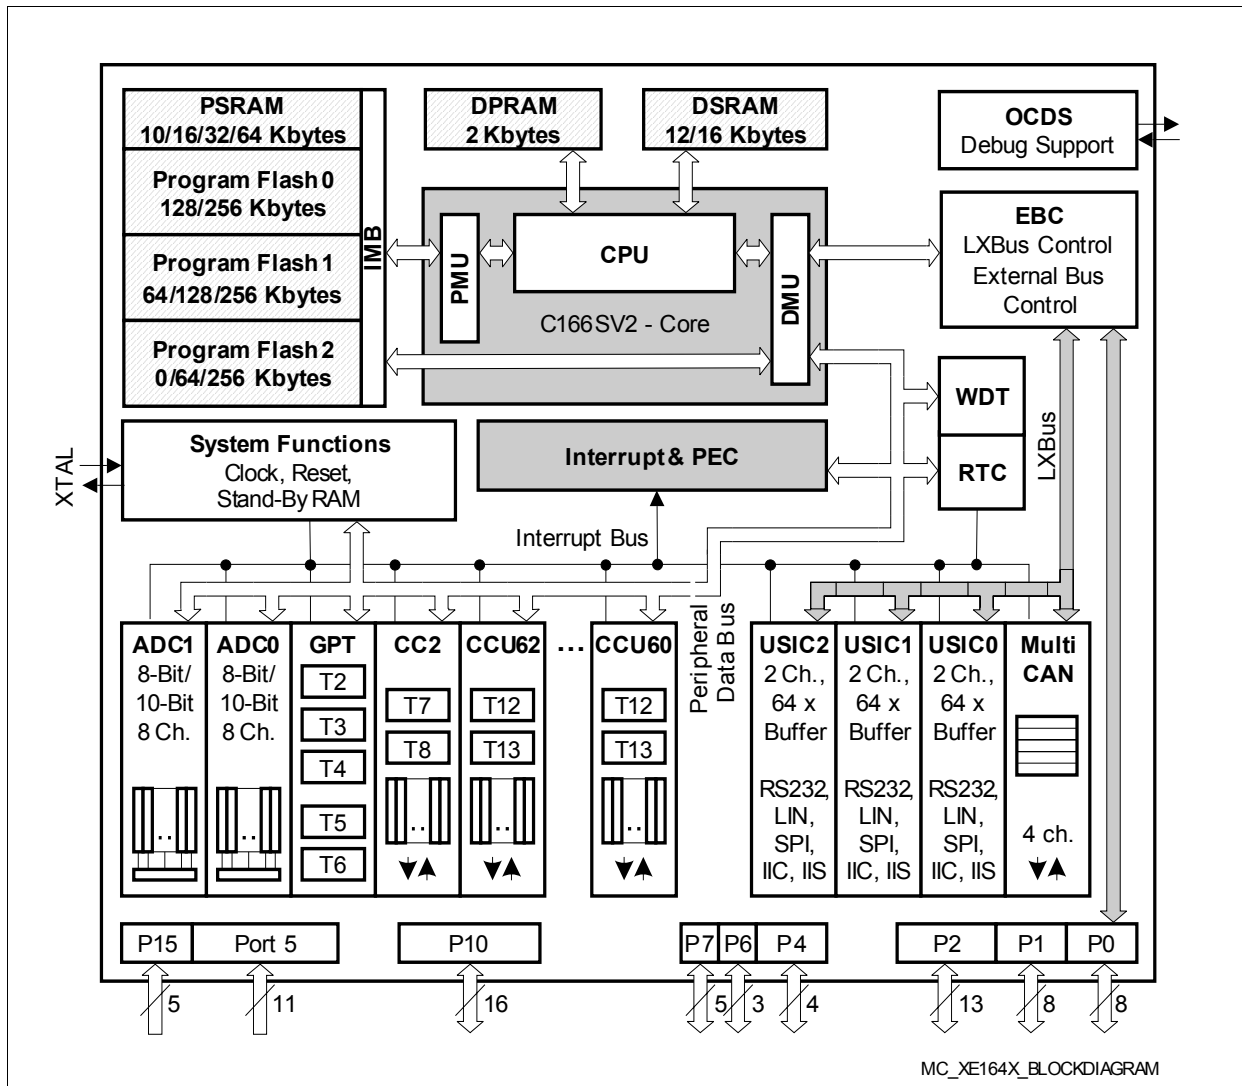 PSRAM
10/16/32/64 Kbytes
Program Flash 0
128/256 Kbytes
Program Flash 1
64/128/256 Kbytes
Program Flash 2
0/64/256 Kbytes
IMB
DPRAM
2 Kbytes
DSRAM
12/16 Kbytes
OCDS
Debug Support
PMU
CPU
DMU
C166SV2 - Core
EBC
LXBus Control
External Bus
Control
WDT
RTC
LXBus
XTAL
System Functions
Clock, Reset,
Stand-By RAM
Interrupt & PEC
Interrupt Bus
Peripheral
Data Bus
ADC1
8-Bit/
10-Bit
8 Ch.
ADC0
8-Bit/
10-Bit
8 Ch.
GPT
T2
T3
T4
T5
T6
CC2
T7
T8
CCU62
T12
T13
...
CCU60
T12
T13
USIC2
2 Ch.,
64 x
Buffer
RS232,
LIN,
SPI,
IIC, IIS
USIC1
2 Ch.,
64 x
Buffer
RS232,
LIN,
SPI,
IIC, IIS
USIC0
2 Ch.,
64 x
Buffer
RS232,
LIN,
SPI,
IIC, IIS
Multi
CAN
4 ch.
P15
Port 5
P10
P7
P6
P4
P2
P1
P0
5
11
16
5
3
4
13
8
8
MC_XE164X_BLOCKDIAGRAM